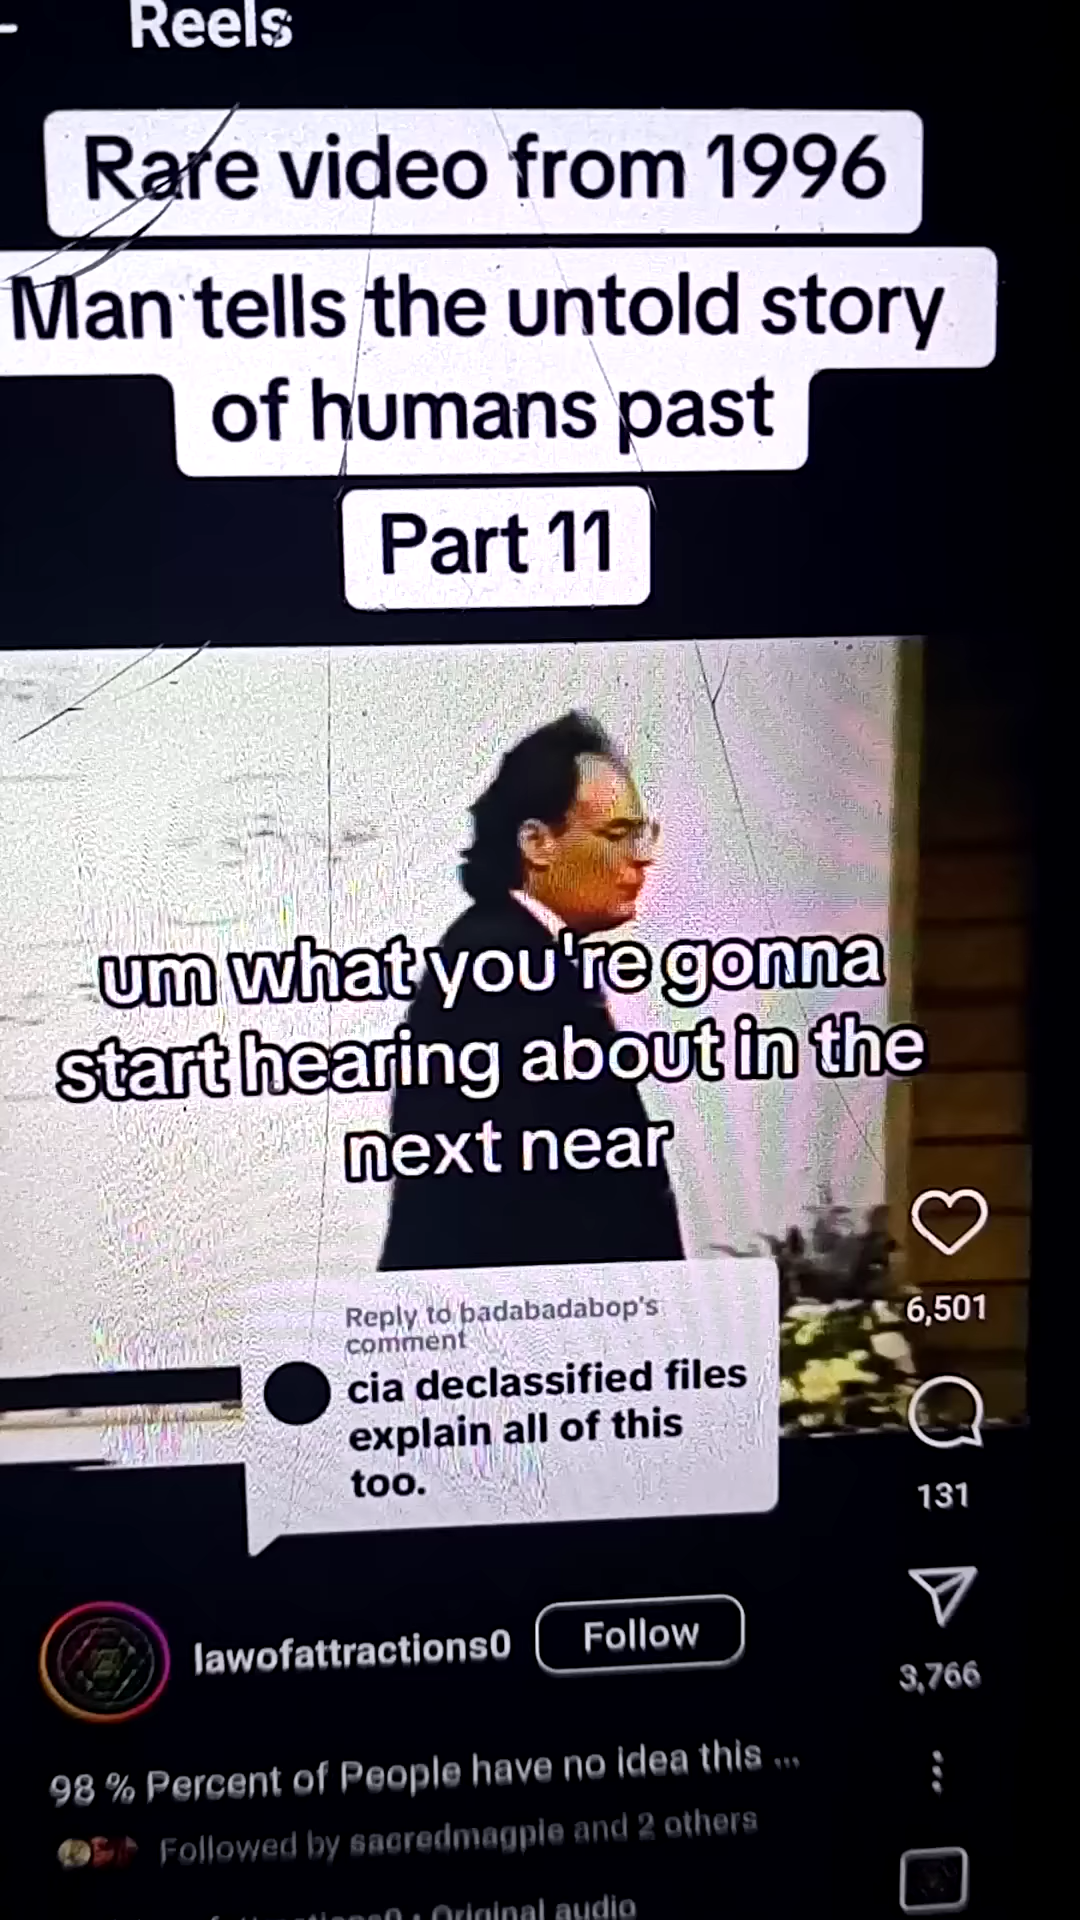 Reels
Rare video from 1996
Man tells the untold story
of humans past
Part 11
um what you're gonna
start hearing about in the
next near
Reply to badabadabop's
comment
cia declassified files
explain all of this
too.
6,501
131
3,766
lawofattractions0
Follow
98 % Percent of People have no idea this ...
Followed by sacredmagpie and 2 others
Original audio